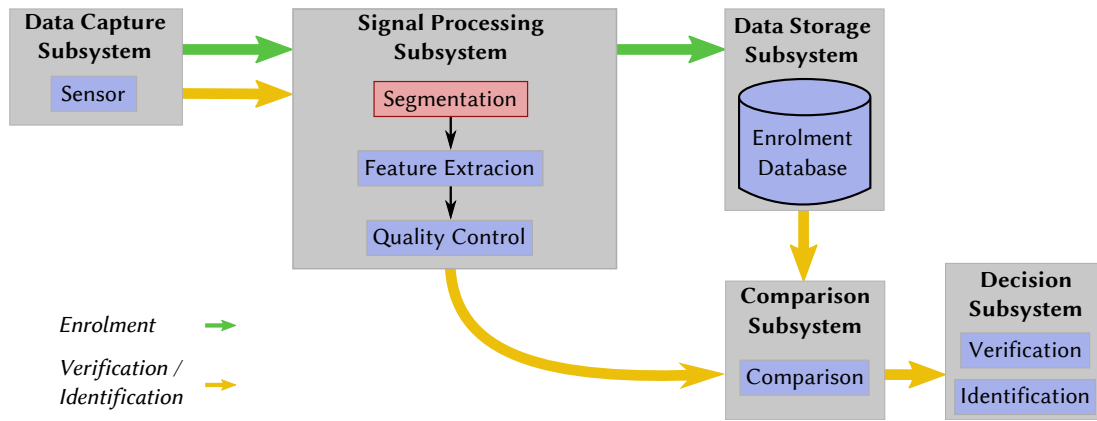 Data Capture
Subsystem
Sensor
Signal Processing
Subsystem
Segmentation
Feature Extracion
Quality Control
Data Storage
Subsystem
Enrolment
Database
Comparison
Subsystem
Comparison
Decision
Subsystem
Verification
Identification
Enrolment
Verification /
Identification